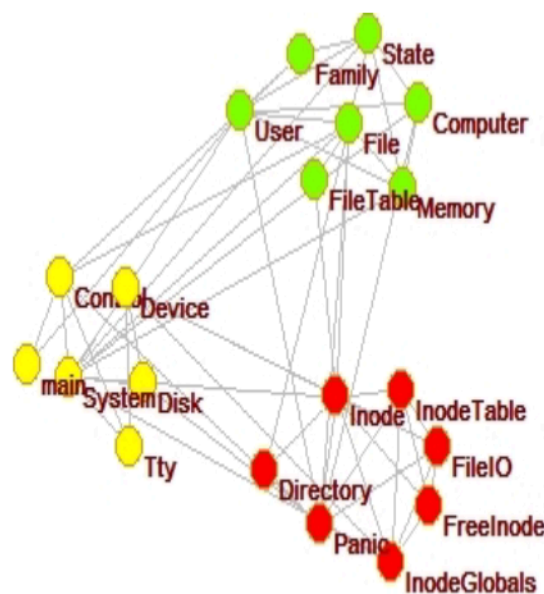 State
Family
Computer
User
File
FileTable
Memory
Control
Device
main
System
Disk
Tty
Inode
InodeTable
FileIO
Directory
FreeInode
Panic
InodeGlobals